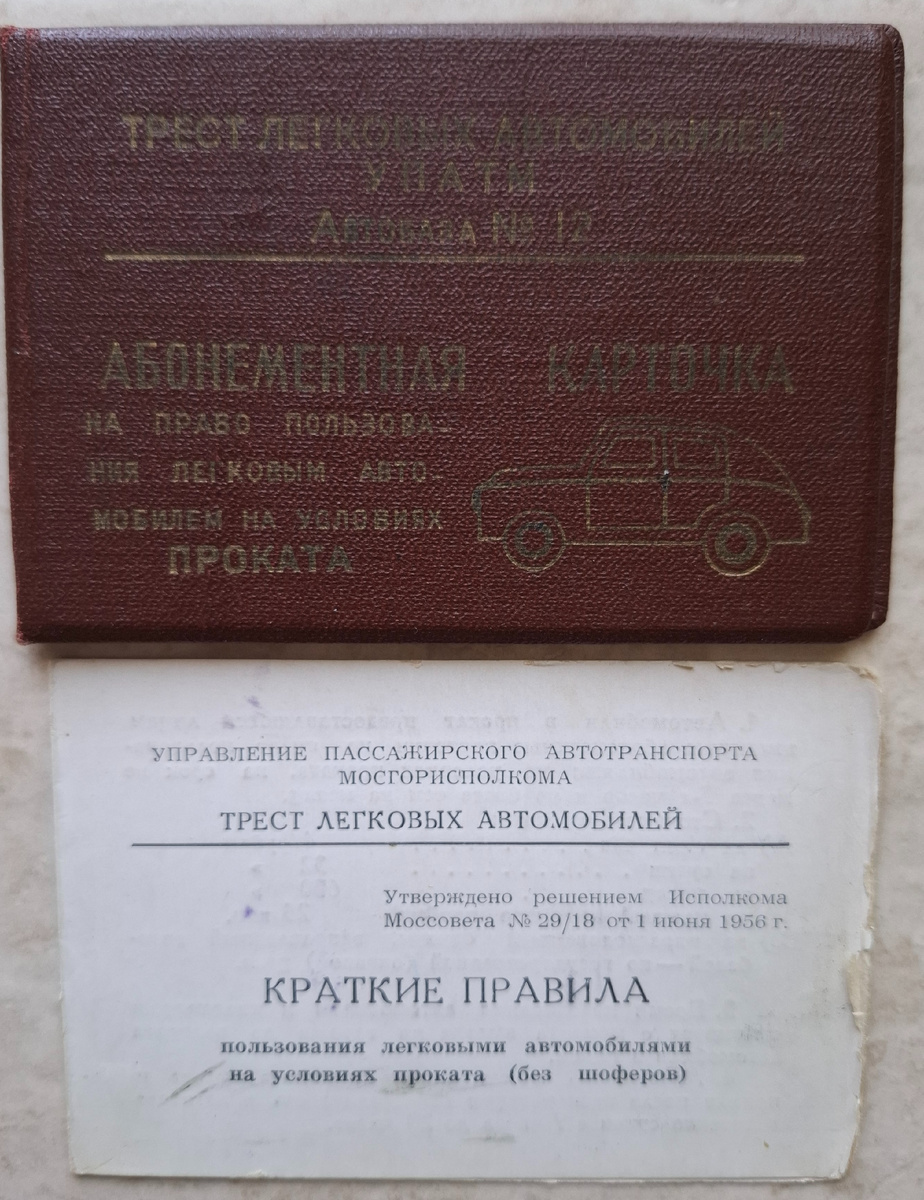 ТРЕСТ ЛЕГКОВЫХ АВТОМОБИЛЕЙ
УПАТМ
Автобаза № 12
АБОНЕМЕНТНАЯ КАРТОЧКА
НА ПРАВО ПОЛЬЗОВА-
НИЯ ЛЕГКОВЫМ АВТО-
МОБИЛЕМ НА УСЛОВИЯХ
ПРОКАТА
УПРАВЛЕНИЕ ПАССАЖИРСКОГО АВТОТРАНСПОРТА
МОСГОРИСПОЛКОМА
ТРЕСТ ЛЕГКОВЫХ АВТОМОБИЛЕЙ
Утверждено решением Исполкома
Моссовета № 29/18 от 1 июня 1956 г.
КРАТКИЕ ПРАВИЛА
пользования легковыми автомобилями
на условиях проката (без шоферов)